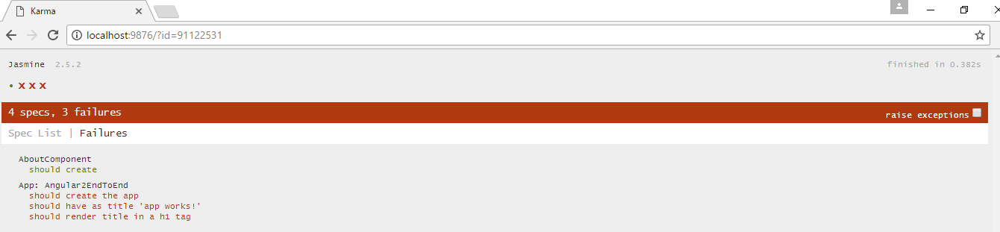 Karma
localhost:9876/?id=91122531
Jasmine 2.5.2
finished in 0.382s
• x x x
4 specs, 3 failures
raise exceptions
Spec List | Failures
AboutComponent
should create
App: Angular2EndToEnd
should create the app
should have as title 'app works!'
should render title in a h1 tag